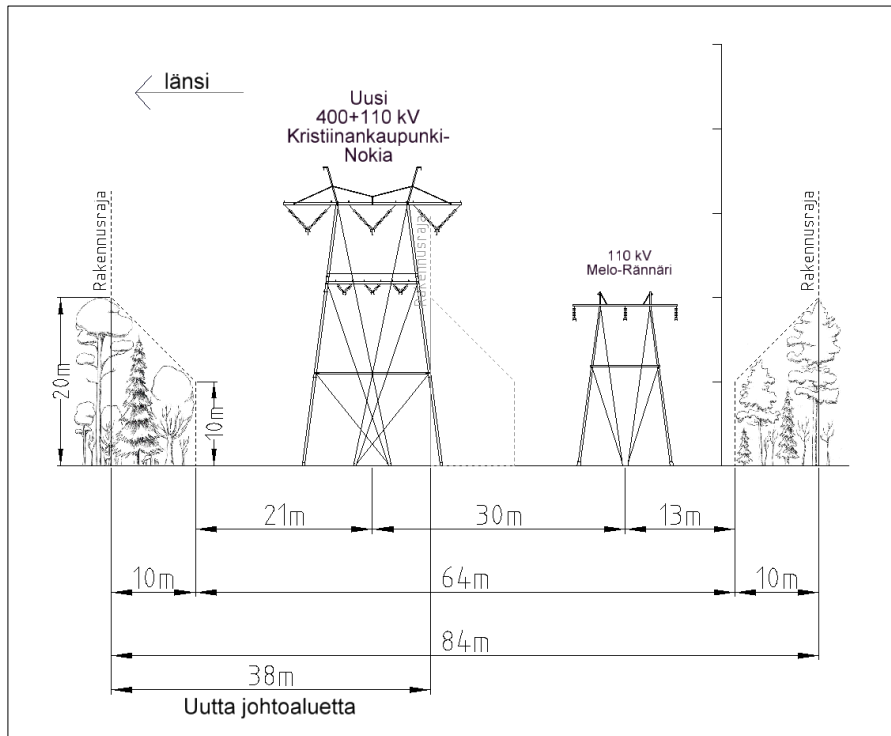 länsi
Uusi
400+110 kV
Kristiinankaupunki-
Nokia
110 kV
Melo-Rännäri
Rakennusraja
Rakennusraja
Rakennusraja
20m
10m
21m
30m
13m
10m
64m
10m
84m
38m
Uutta johtoaluetta